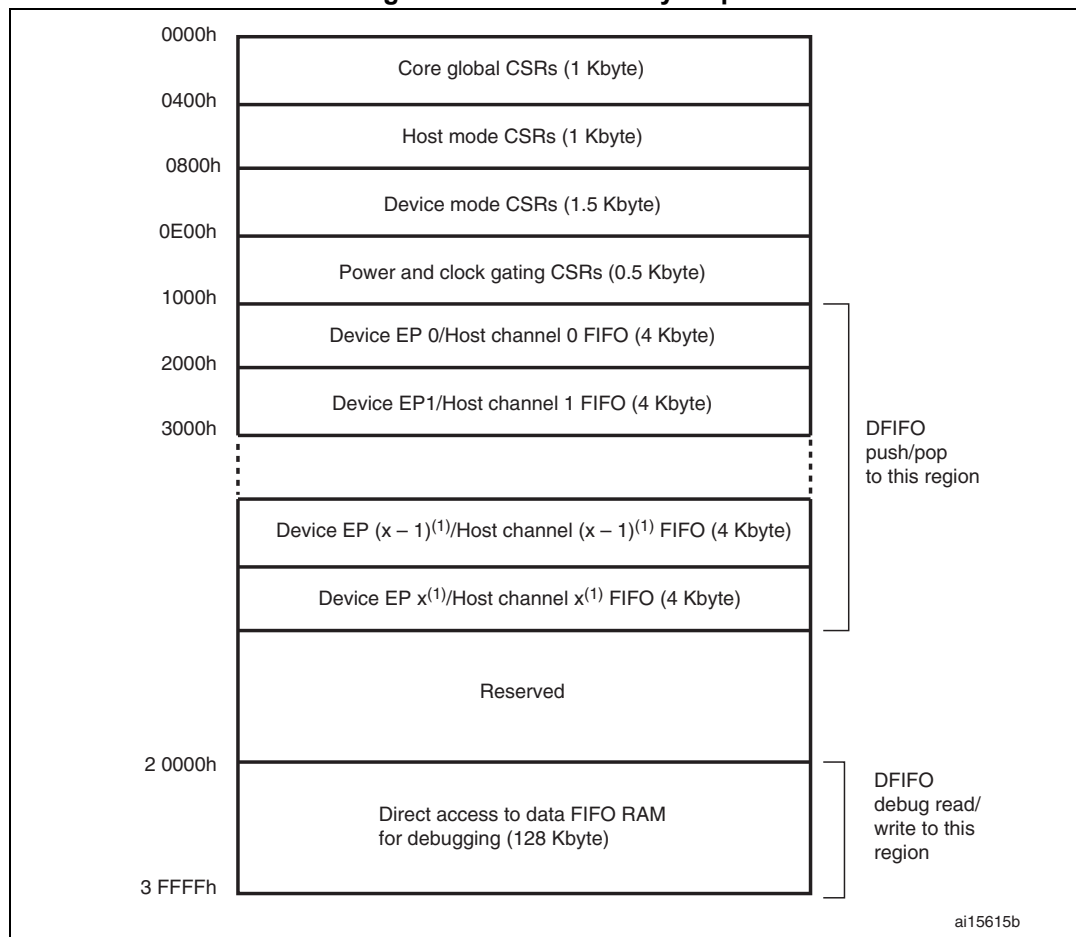 0000h
Core global CSRs (1 Kbyte)
0400h
Host mode CSRs (1 Kbyte)
0800h
Device mode CSRs (1.5 Kbyte)
0E00h
Power and clock gating CSRs (0.5 Kbyte)
1000h
Device EP 0/Host channel 0 FIFO (4 Kbyte)
2000h
Device EP1/Host channel 1 FIFO (4 Kbyte)
3000h
DFIFO
push/pop
to this region
Device EP (x – 1)(1)/Host channel (x – 1)(1) FIFO (4 Kbyte)
Device EP x(1)/Host channel x(1) FIFO (4 Kbyte)
Reserved
2 0000h
Direct access to data FIFO RAM
for debugging (128 Kbyte)
DFIFO
debug read/
write to this
region
3 FFFFh
ai15615b